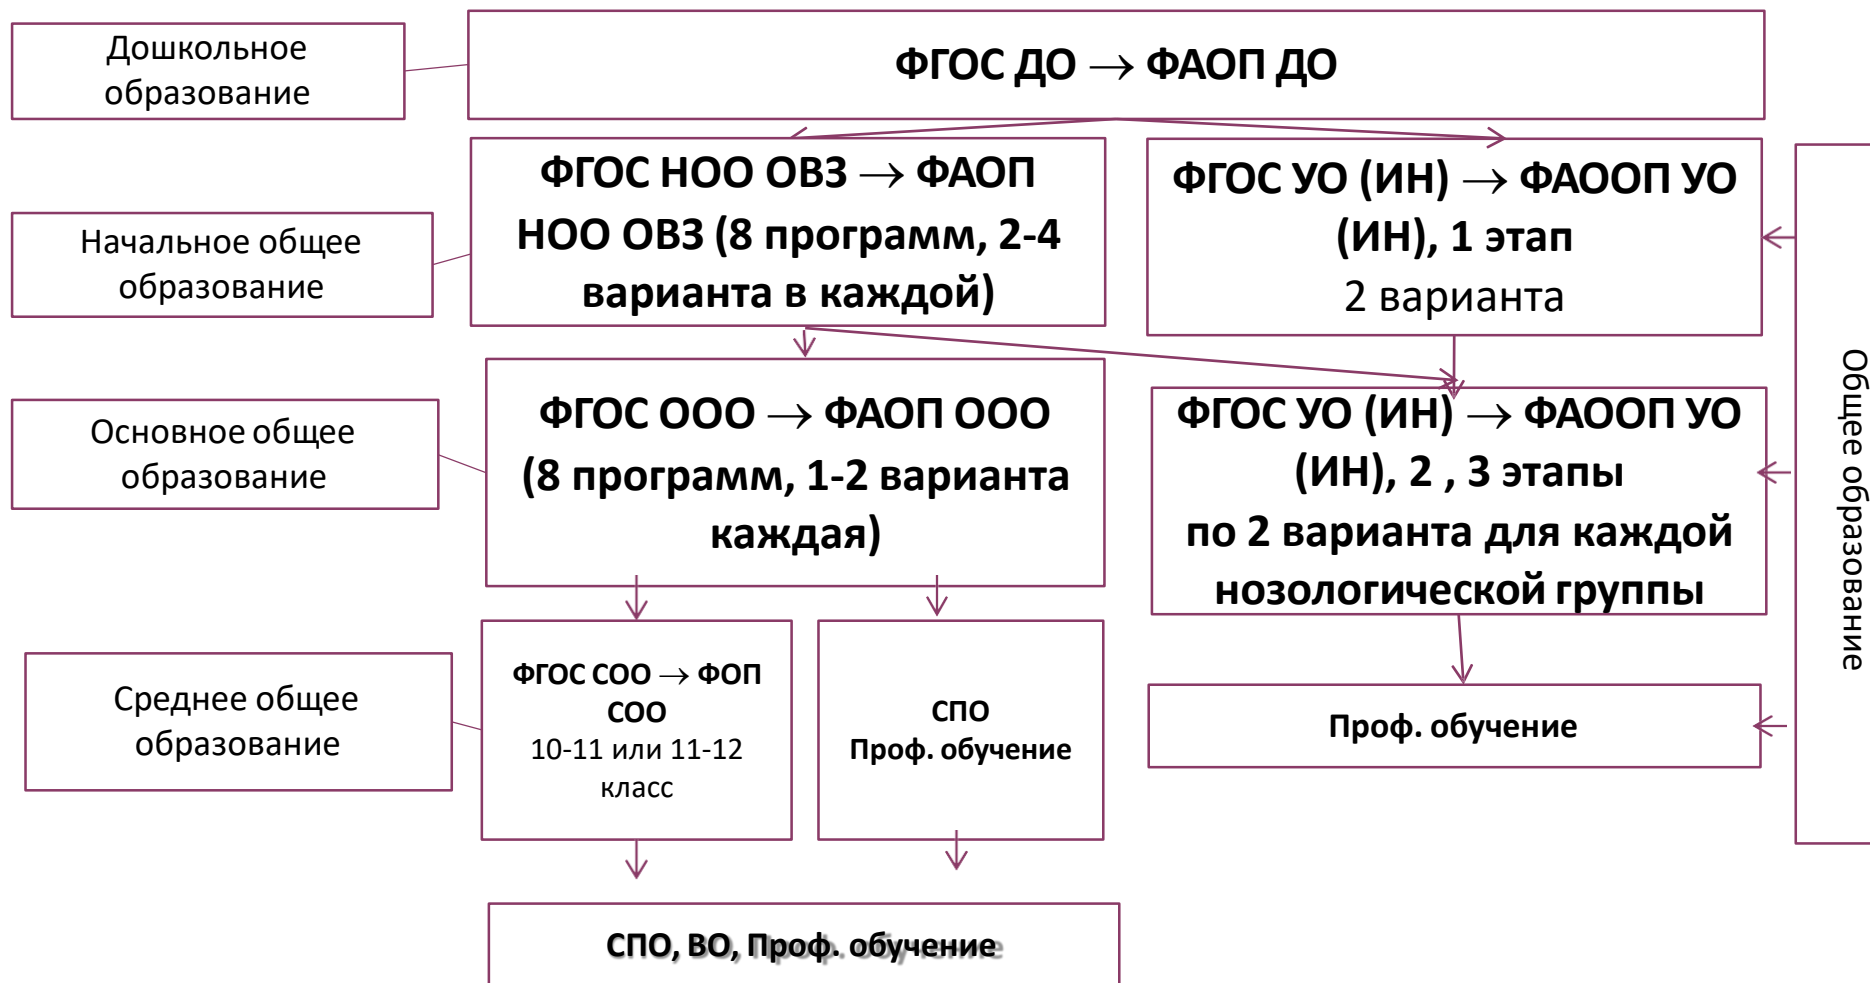 Дошкольное
образование
ФГОС ДО → ФАОП ДО
Начальное общее
образование
ФГОС НОО ОВЗ → ФАОП
НОО ОВЗ (8 программ, 2-4
варианта в каждой)
ФГОС УО (ИН) → ФАООП УО
(ИН), 1 этап
2 варианта
Основное общее
образование
ФГОС ООО → ФАОП ООО
(8 программ, 1-2 варианта
каждая)
ФГОС УО (ИН) → ФАООП УО
(ИН), 2 , 3 этапы
по 2 варианта для каждой
нозологической группы
Среднее общее
образование
ФГОС СОО → ФОП
СОО
10-11 или 11-12
класс
СПО
Проф. обучение
Проф. обучение
СПО, ВО, Проф. обучение
Общее образование